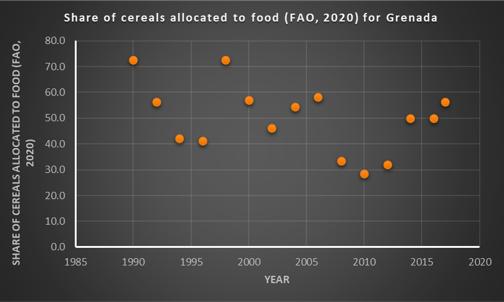 Share of cereals allocated to food (FAO, 2020) for Grenada
SHARE OF CEREALS ALLOCATED TO FOOD (FAO,
2020)
80.0
70.0
60.0
50.0
40.0
30.0
20.0
10.0
0.0
1985 1990 1995 2000 2005 2010 2015 2020
YEAR